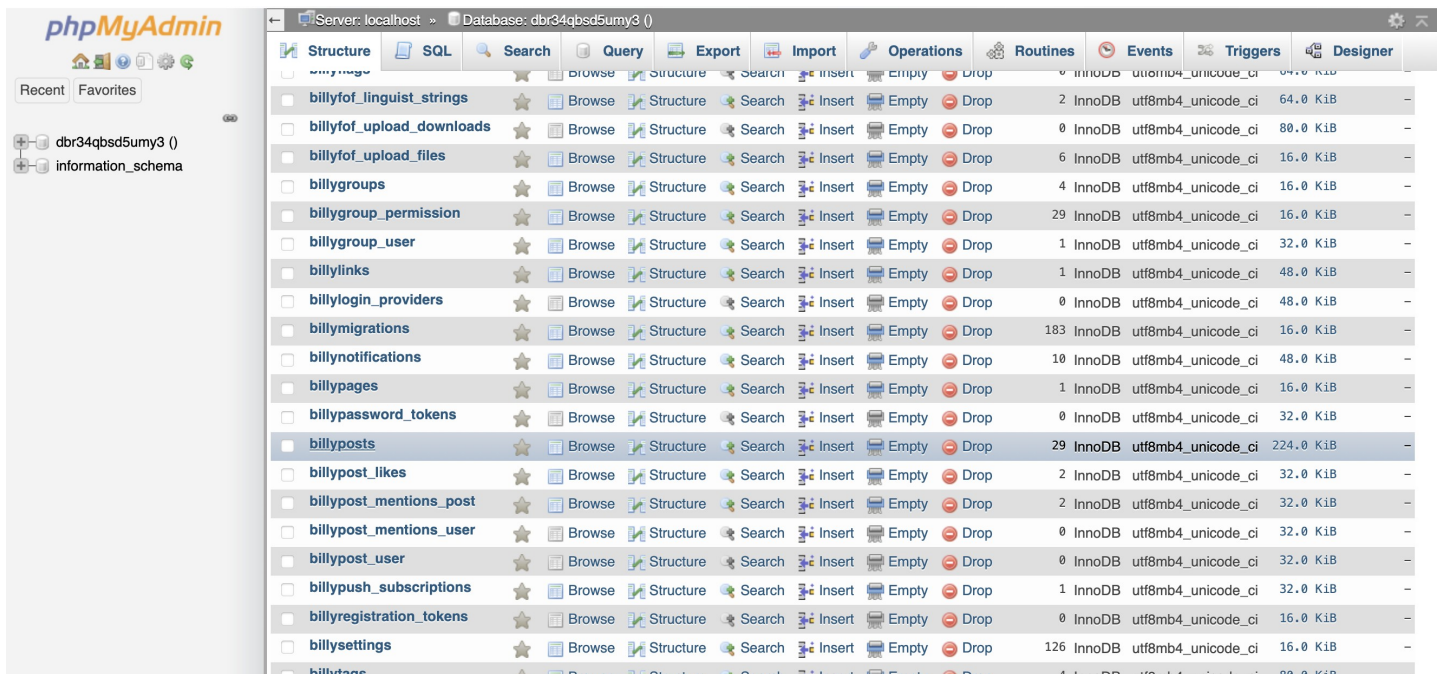 phpMyAdmin
Recent Favorites
dbr34qbsd5umy3 ()
information_schema
Server: localhost » Database: dbr34qbsd5umy3 ()
Structure SQL Search Query Export Import Operations Routines Events Triggers Designer
billyflags Browse Structure Search Insert Empty Drop 0 InnoDB utf8mb4_unicode_ci 64.0 KiB –
billyfof_linguist_strings Browse Structure Search Insert Empty Drop 2 InnoDB utf8mb4_unicode_ci 64.0 KiB –
billyfof_upload_downloads Browse Structure Search Insert Empty Drop 0 InnoDB utf8mb4_unicode_ci 80.0 KiB –
billyfof_upload_files Browse Structure Search Insert Empty Drop 6 InnoDB utf8mb4_unicode_ci 16.0 KiB –
billygroups Browse Structure Search Insert Empty Drop 4 InnoDB utf8mb4_unicode_ci 16.0 KiB –
billygroup_permission Browse Structure Search Insert Empty Drop 29 InnoDB utf8mb4_unicode_ci 16.0 KiB –
billygroup_user Browse Structure Search Insert Empty Drop 1 InnoDB utf8mb4_unicode_ci 32.0 KiB –
billylinks Browse Structure Search Insert Empty Drop 1 InnoDB utf8mb4_unicode_ci 48.0 KiB –
billylogin_providers Browse Structure Search Insert Empty Drop 0 InnoDB utf8mb4_unicode_ci 48.0 KiB –
billymigrations Browse Structure Search Insert Empty Drop 183 InnoDB utf8mb4_unicode_ci 16.0 KiB –
billynotifications Browse Structure Search Insert Empty Drop 10 InnoDB utf8mb4_unicode_ci 48.0 KiB –
billypages Browse Structure Search Insert Empty Drop 1 InnoDB utf8mb4_unicode_ci 16.0 KiB –
billypassword_tokens Browse Structure Search Insert Empty Drop 0 InnoDB utf8mb4_unicode_ci 32.0 KiB –
billyposts Browse Structure Search Insert Empty Drop 29 InnoDB utf8mb4_unicode_ci 224.0 KiB –
billypost_likes Browse Structure Search Insert Empty Drop 2 InnoDB utf8mb4_unicode_ci 32.0 KiB –
billypost_mentions_post Browse Structure Search Insert Empty Drop 2 InnoDB utf8mb4_unicode_ci 32.0 KiB –
billypost_mentions_user Browse Structure Search Insert Empty Drop 0 InnoDB utf8mb4_unicode_ci 32.0 KiB –
billypost_user Browse Structure Search Insert Empty Drop 0 InnoDB utf8mb4_unicode_ci 32.0 KiB –
billypush_subscriptions Browse Structure Search Insert Empty Drop 1 InnoDB utf8mb4_unicode_ci 32.0 KiB –
billyregistration_tokens Browse Structure Search Insert Empty Drop 0 InnoDB utf8mb4_unicode_ci 16.0 KiB –
billysettings Browse Structure Search Insert Empty Drop 126 InnoDB utf8mb4_unicode_ci 16.0 KiB –
billytags